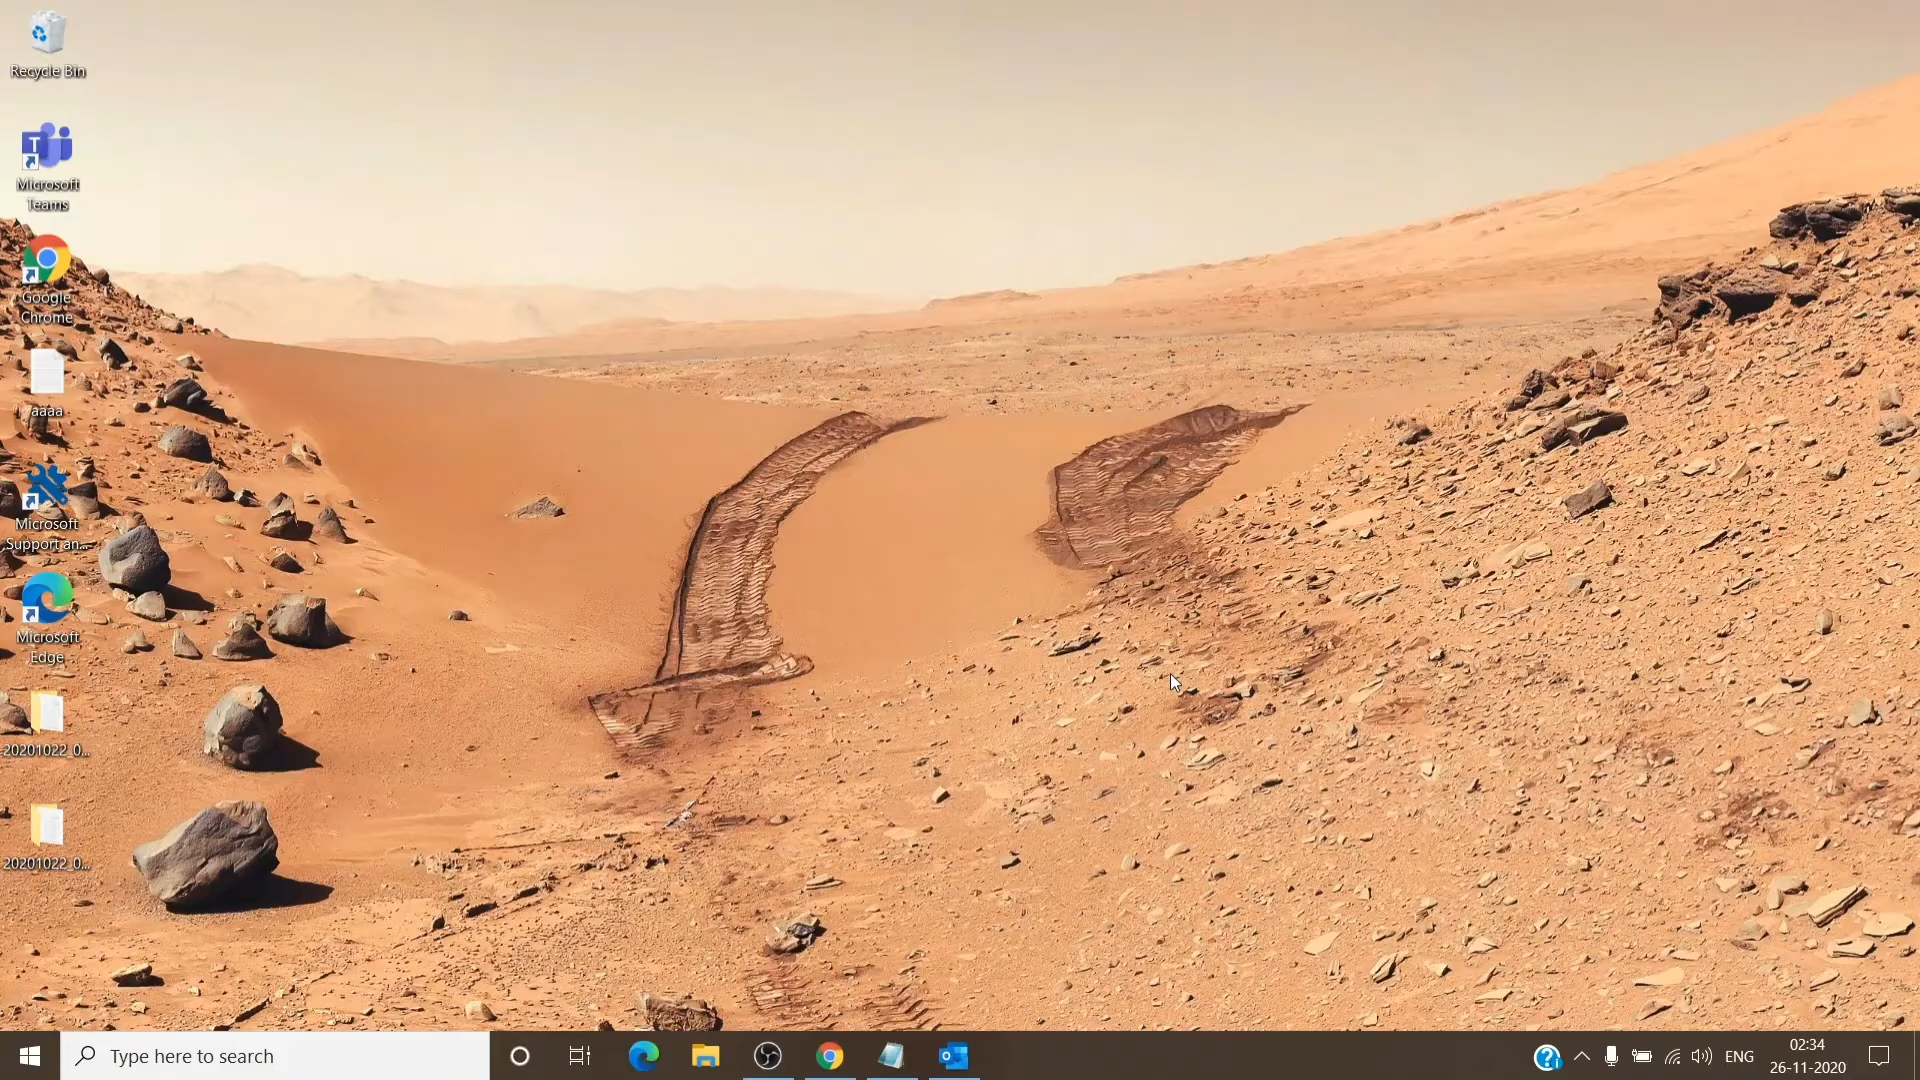 Recycle Bin
Microsoft
Teams
Google
Chrome
aaaa
Microsoft
Support an...
Microsoft
Edge
20201022_0...
20201022_0...
Type here to search
ENG
02:34
26-11-2020